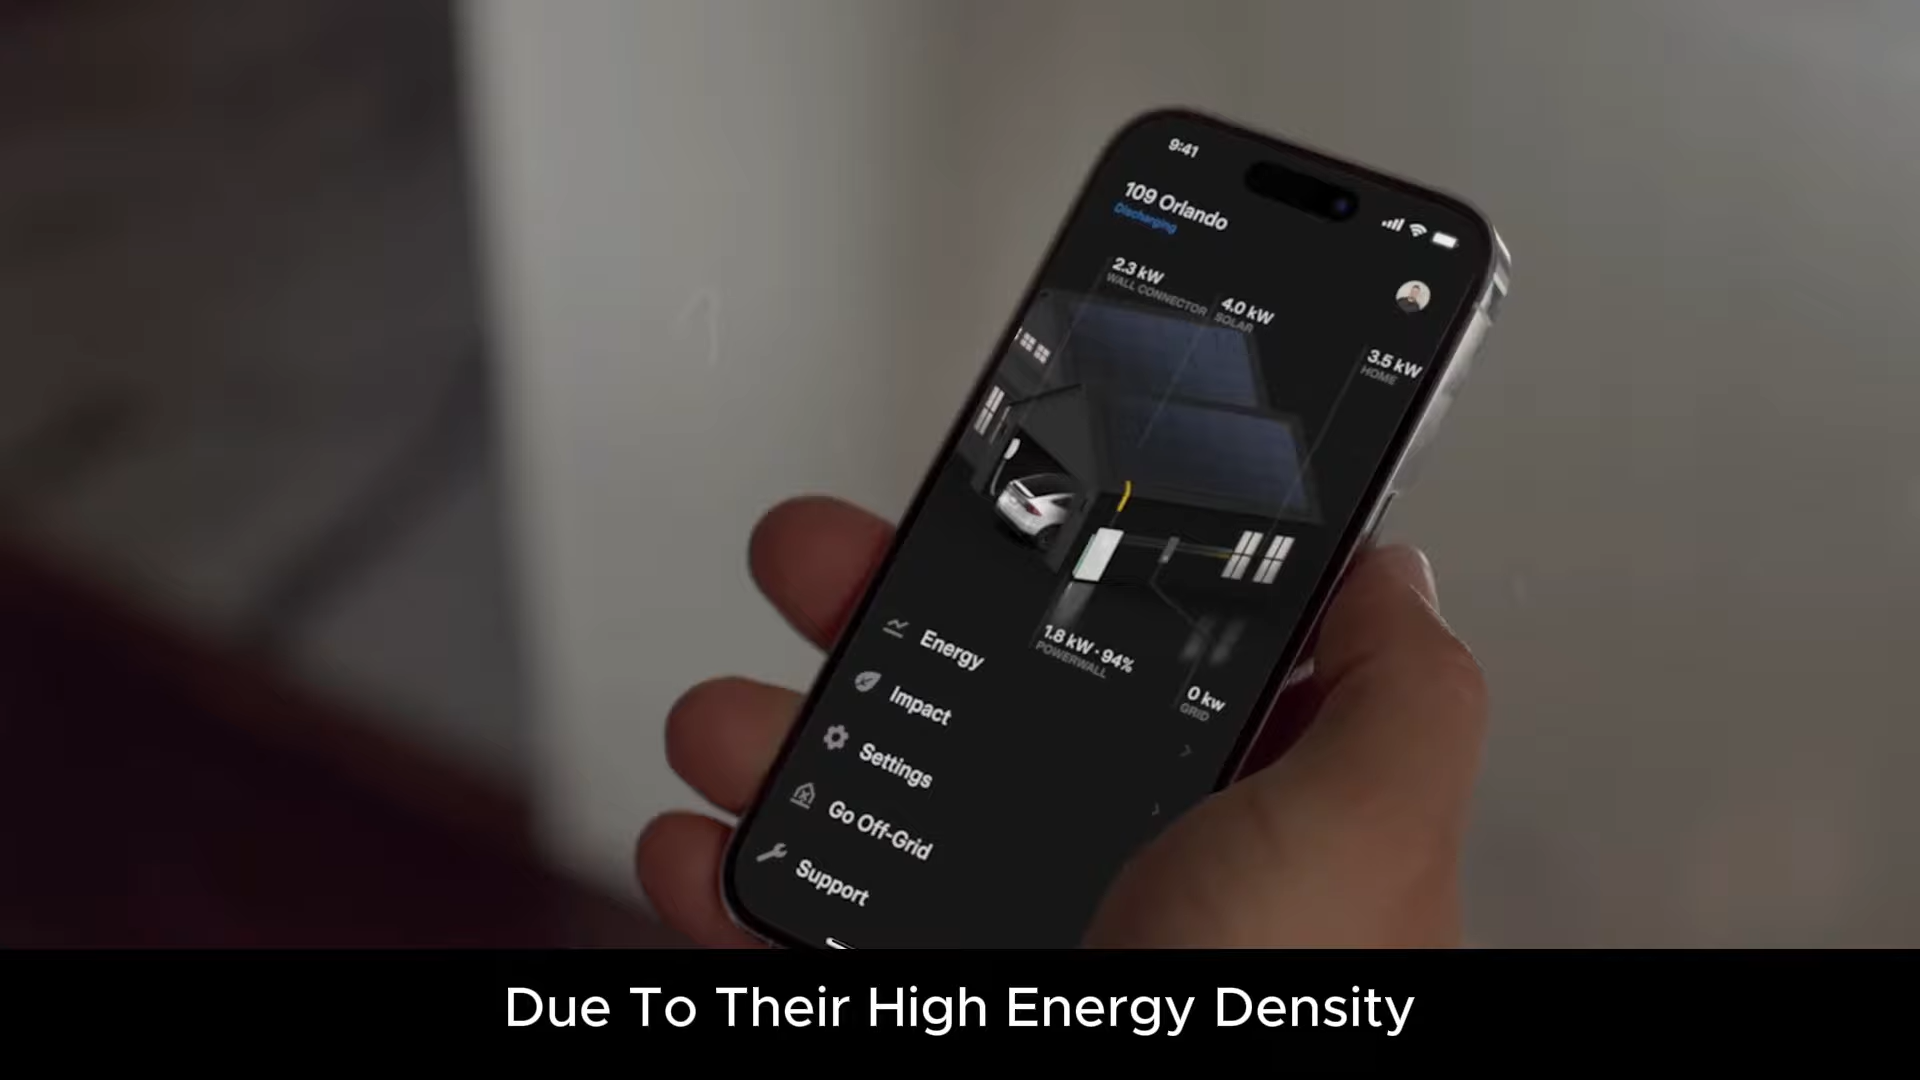 9:41
109 Orlando
Discharging
2.3 kW
WALL CONNECTOR
4.0 kW
SOLAR
3.5 kW
HOME
1.8 kW · 94%
POWERWALL
0 kw
GRID
Energy
Impact
Settings
Go Off-Grid
Support
Due To Their High Energy Density